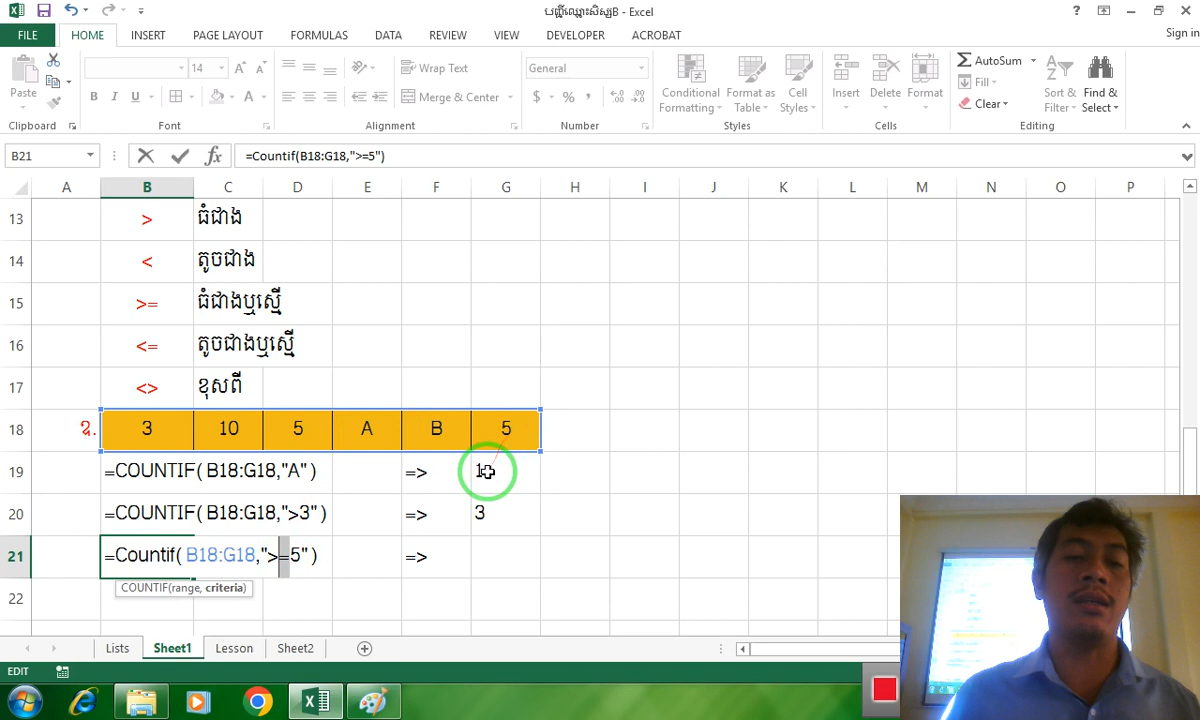 បញ្ជីឈ្មោះសិស្សB - Excel
Sign in
FILE HOME INSERT PAGE LAYOUT FORMULAS DATA REVIEW VIEW DEVELOPER ACROBAT
Paste
14
B I U
Wrap Text
Merge & Center
General
$ % ,
Conditional Formatting
Format as Table
Cell Styles
Insert
Delete
Format
AutoSum
Fill
Clear
Sort & Filter
Find & Select
Clipboard Font Alignment Number Styles Cells Editing
B21 =Countif(B18:G18,">=5")
A B C D E F G H I J K L M N O P
13 > ធំជាង
14 < តូចជាង
15 >= ធំជាងឬស្មើ
16 <= តូចជាងឬស្មើ
17 <> ខុសពី
18 ឩ. 3 10 5 A B 5
19 =COUNTIF( B18:G18,"A" ) => 1
20 =COUNTIF( B18:G18,">3" ) => 3
21 =Countif( B18:G18,">=5" ) =>
COUNTIF(range, criteria)
22
Lists Sheet1 Lesson Sheet2
EDIT